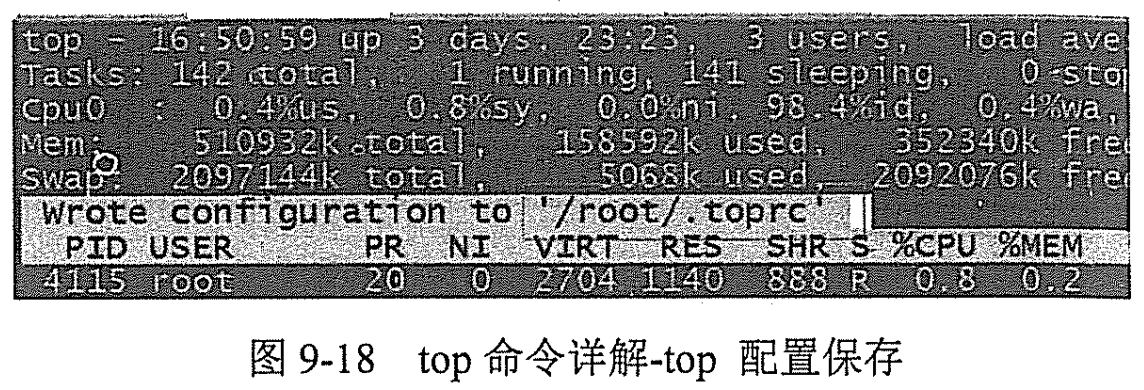 top - 16:50:59 up 3 days, 23:23,  3 users,  load ave
Tasks: 142 total,   1 running, 141 sleeping,   0 stop
Cpu0  :  0.4%us,  0.8%sy,  0.0%ni, 98.4%id,  0.4%wa,
Mem:    510932k total,   158592k used,   352340k free
Swap:  2097144k total,     5068k used,  2092076k free
Wrote configuration to '/root/.toprc'
PID USER      PR  NI  VIRT  RES  SHR S %CPU %MEM
4115 root      20   0  2704 1140  888 R  0.8  0.2
图 9-18 top 命令详解-top 配置保存